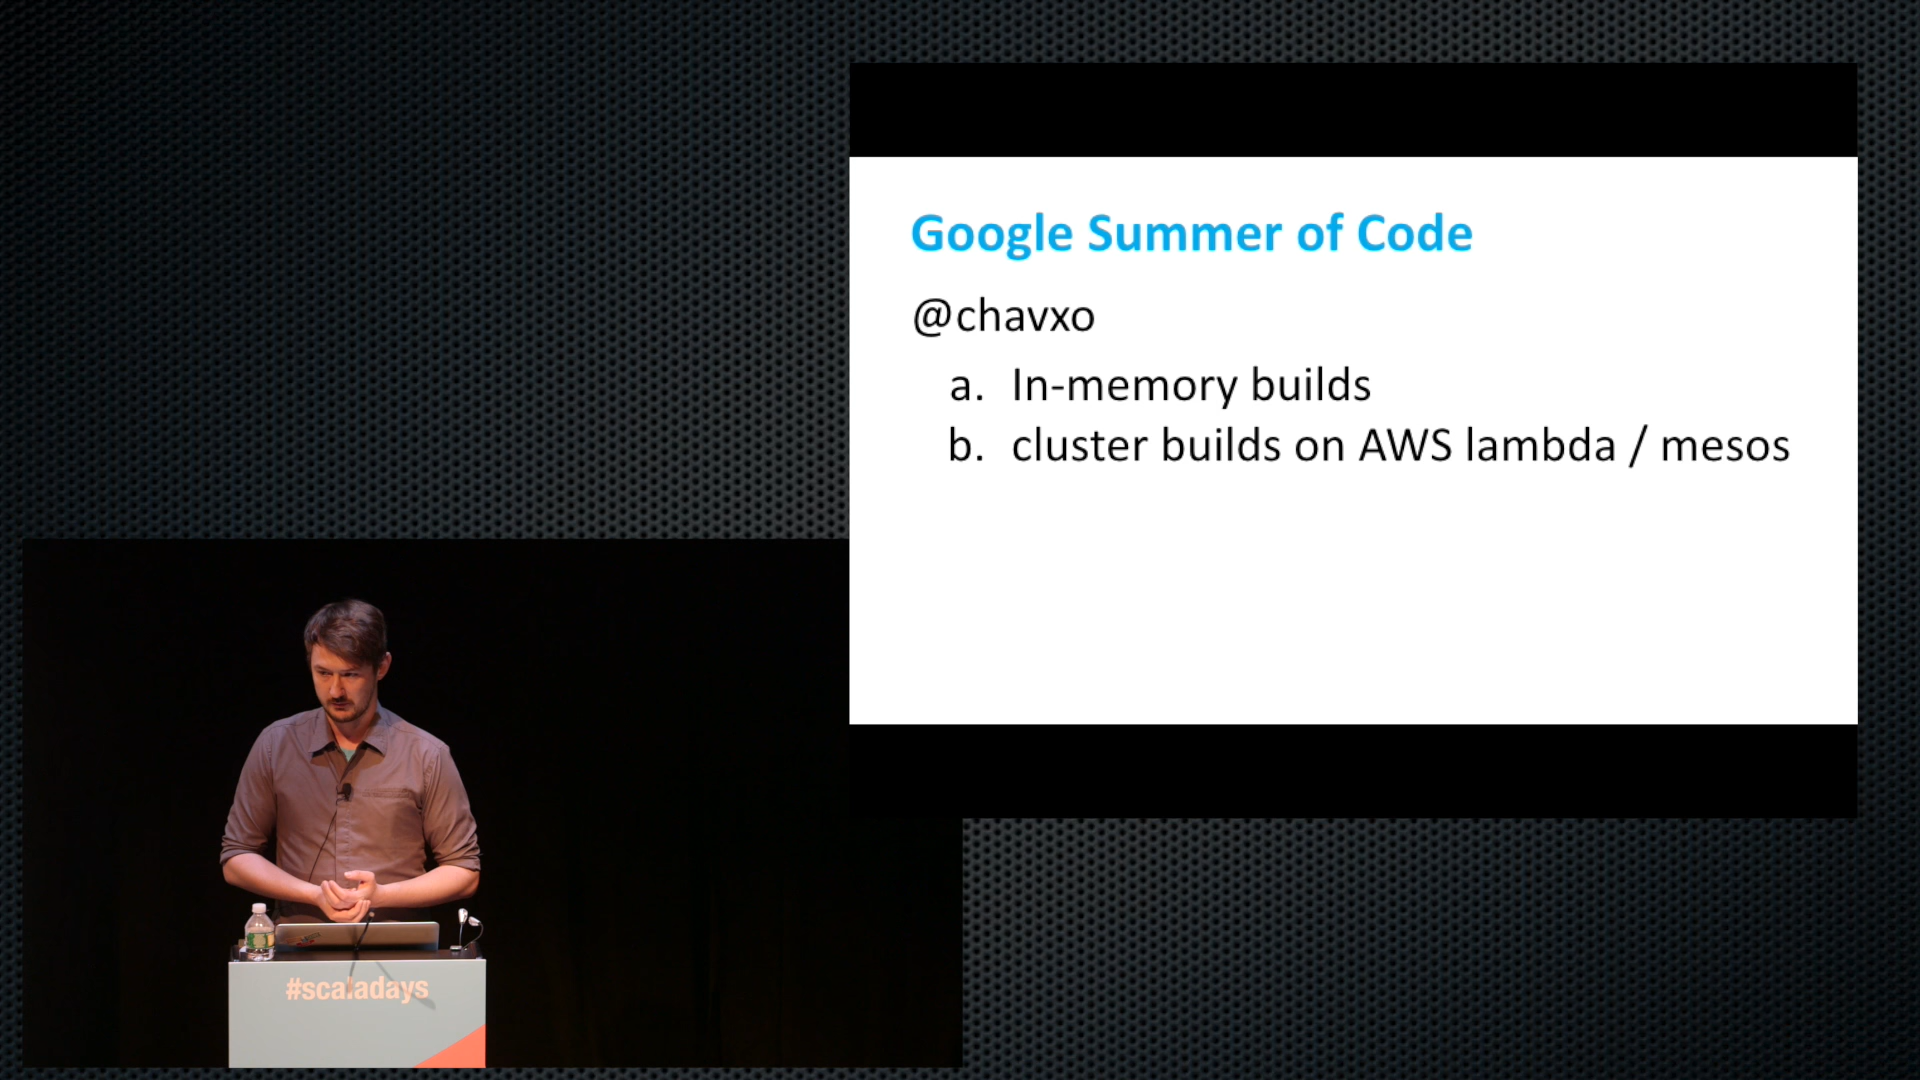 Google Summer of Code
@chavxo
a. In-memory builds
b. cluster builds on AWS lambda / mesos
#scaladays